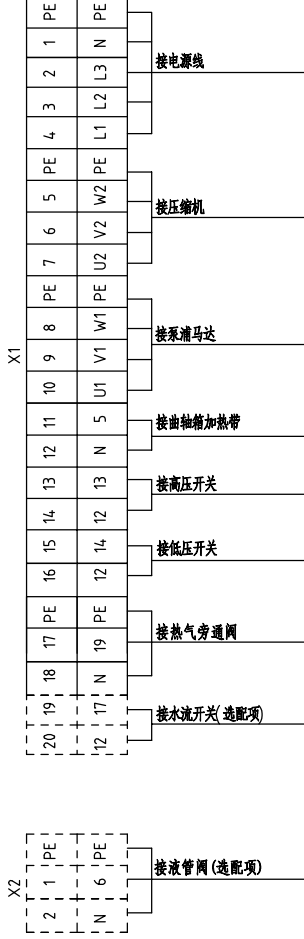 X1
PE PE
1 N
2 L3
3 L2
4 L1
接电源线
PE PE
5 W2
6 V2
7 U2
接压缩机
PE PE
8 W1
9 V1
10 U1
接泵浦马达
11 5
12 N
接曲轴箱加热带
13 13
14 12
接高压开关
15 14
16 12
接低压开关
PE PE
17 19
18 N
接热气旁通阀
19 17
20 12
接水流开关(选配项)
X2
PE PE
1 6
2 N
接液管阀(选配项)